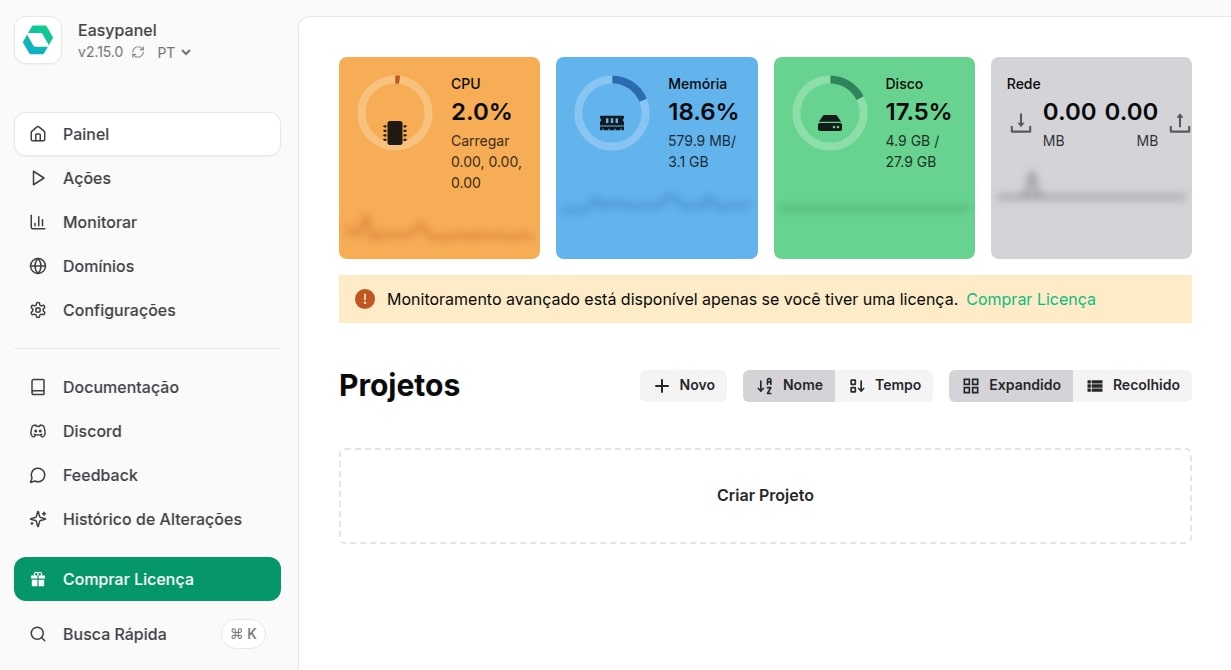 Easypanel
v2.15.0 PT
Painel
Ações
Monitorar
Domínios
Configurações
Documentação
Discord
Feedback
Histórico de Alterações
Comprar Licença
Busca Rápida ⌘ K
CPU
2.0%
Carregar
0.00, 0.00,
0.00
Memória
18.6%
579.9 MB/
3.1 GB
Disco
17.5%
4.9 GB /
27.9 GB
Rede
0.00 0.00
MB MB
Monitoramento avançado está disponível apenas se você tiver uma licença. Comprar Licença
Projetos
Novo Nome Tempo Expandido Recolhido
Criar Projeto